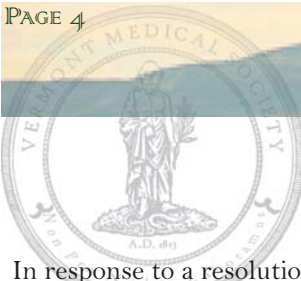 PAGE 4
VERMONT MEDICAL SOCIETY
A.D. 1813
In response to a resolutio